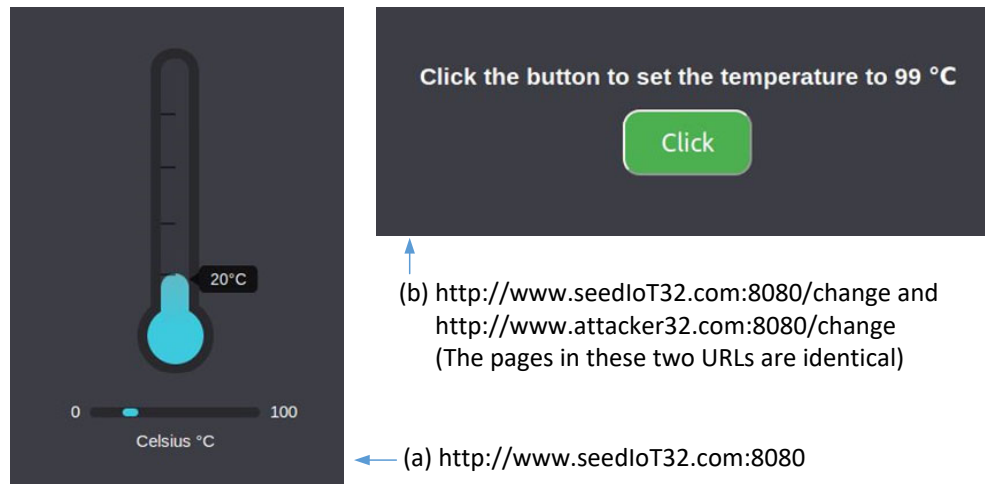 20°C
0 100
Celsius °C
Click the button to set the temperature to 99 °C
Click
(b) http://www.seedIoT32.com:8080/change and
http://www.attacker32.com:8080/change
(The pages in these two URLs are identical)
(a) http://www.seedIoT32.com:8080